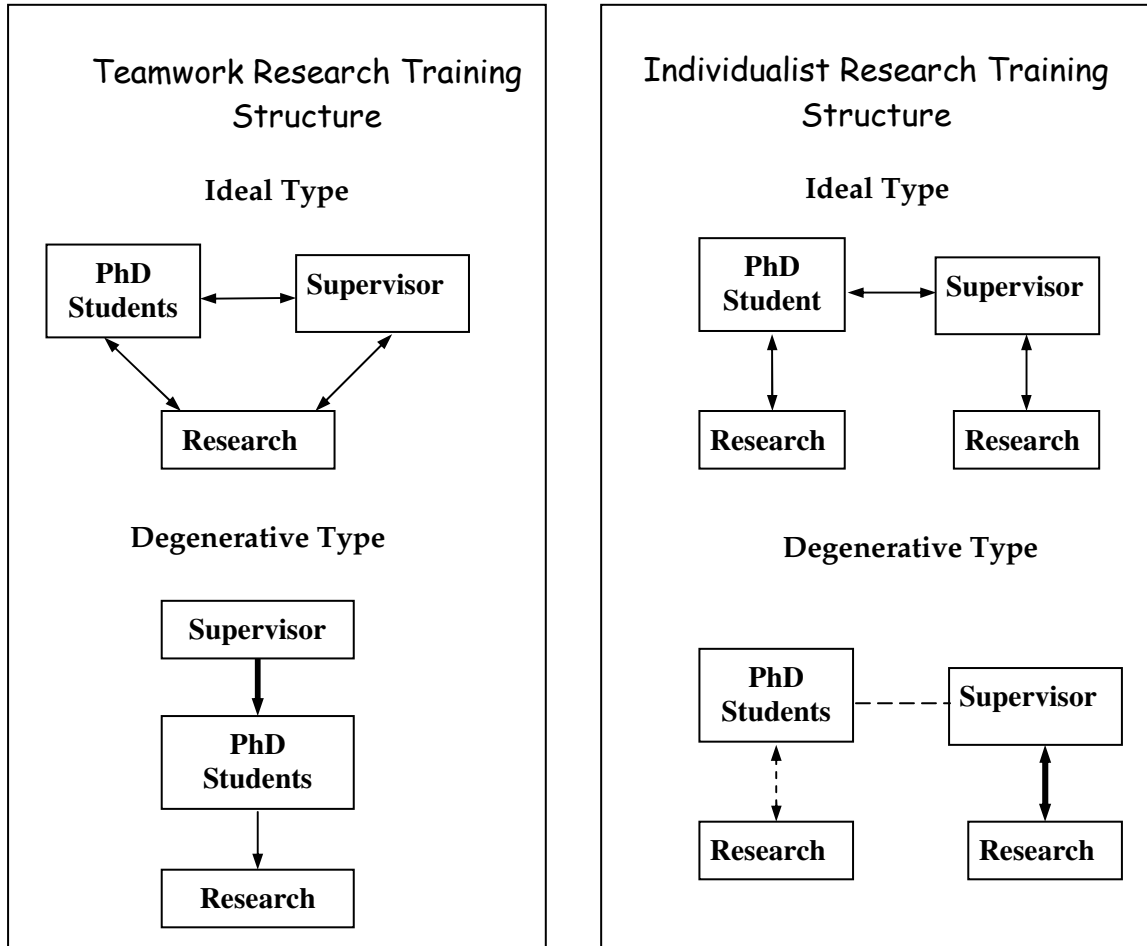 Teamwork Research Training
Structure
Ideal Type
PhD
Students
Supervisor
Research
Degenerative Type
Supervisor
PhD
Students
Research
Individualist Research Training
Structure
Ideal Type
PhD
Student
Supervisor
Research
Research
Degenerative Type
PhD
Students
Supervisor
Research
Research